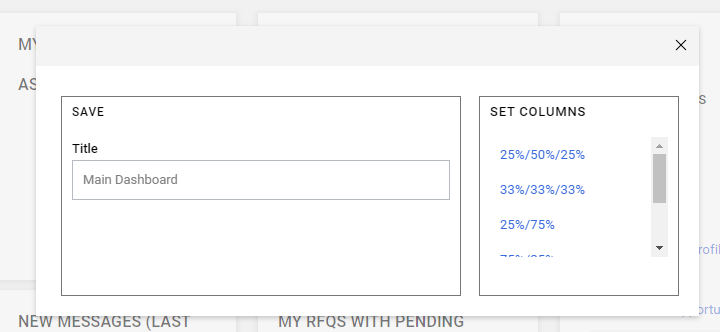 MY
AS
SAVE
Title
Main Dashboard
SET COLUMNS
25%/50%/25%
33%/33%/33%
25%/75%
NEW MESSAGES (LAST
MY RFQS WITH PENDING